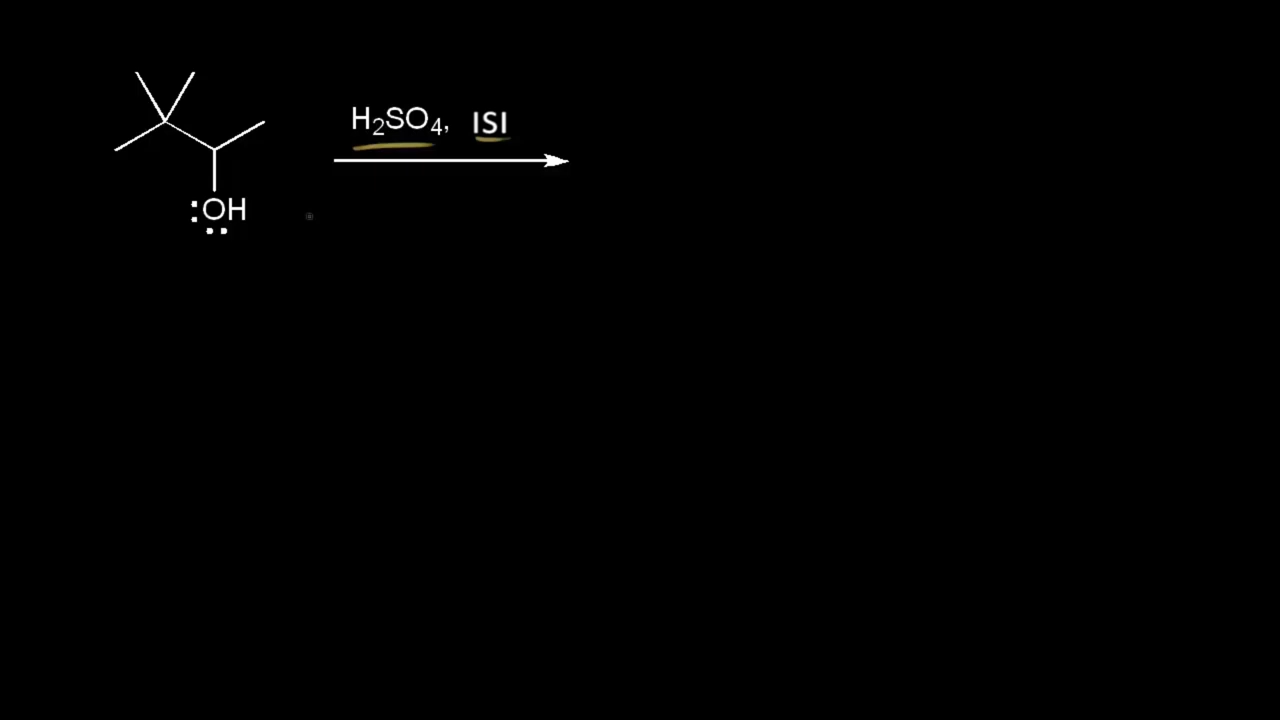 H₂SO₄, ISI
:OH